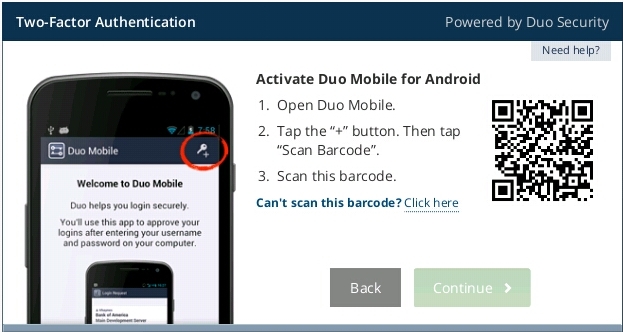 Two-Factor Authentication
Powered by Duo Security
Need help?
7:58
Duo Mobile
Welcome to Duo Mobile
Duo helps you login securely.
You'll use this app to approve your
logins after entering your username
and password on your computer.
Login Request
Bank of America
Main Development Server
Activate Duo Mobile for Android
1. Open Duo Mobile.
2. Tap the “+” button. Then tap
“Scan Barcode”.
3. Scan this barcode.
Can't scan this barcode? Click here
Back
Continue